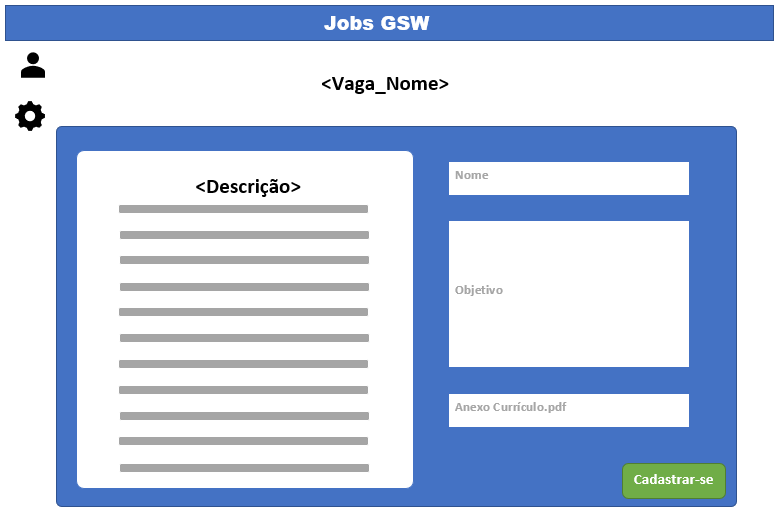 Jobs GSW
<Vaga_Nome>
<Descrição>
Nome
Objetivo
Anexo Currículo.pdf
Cadastrar-se